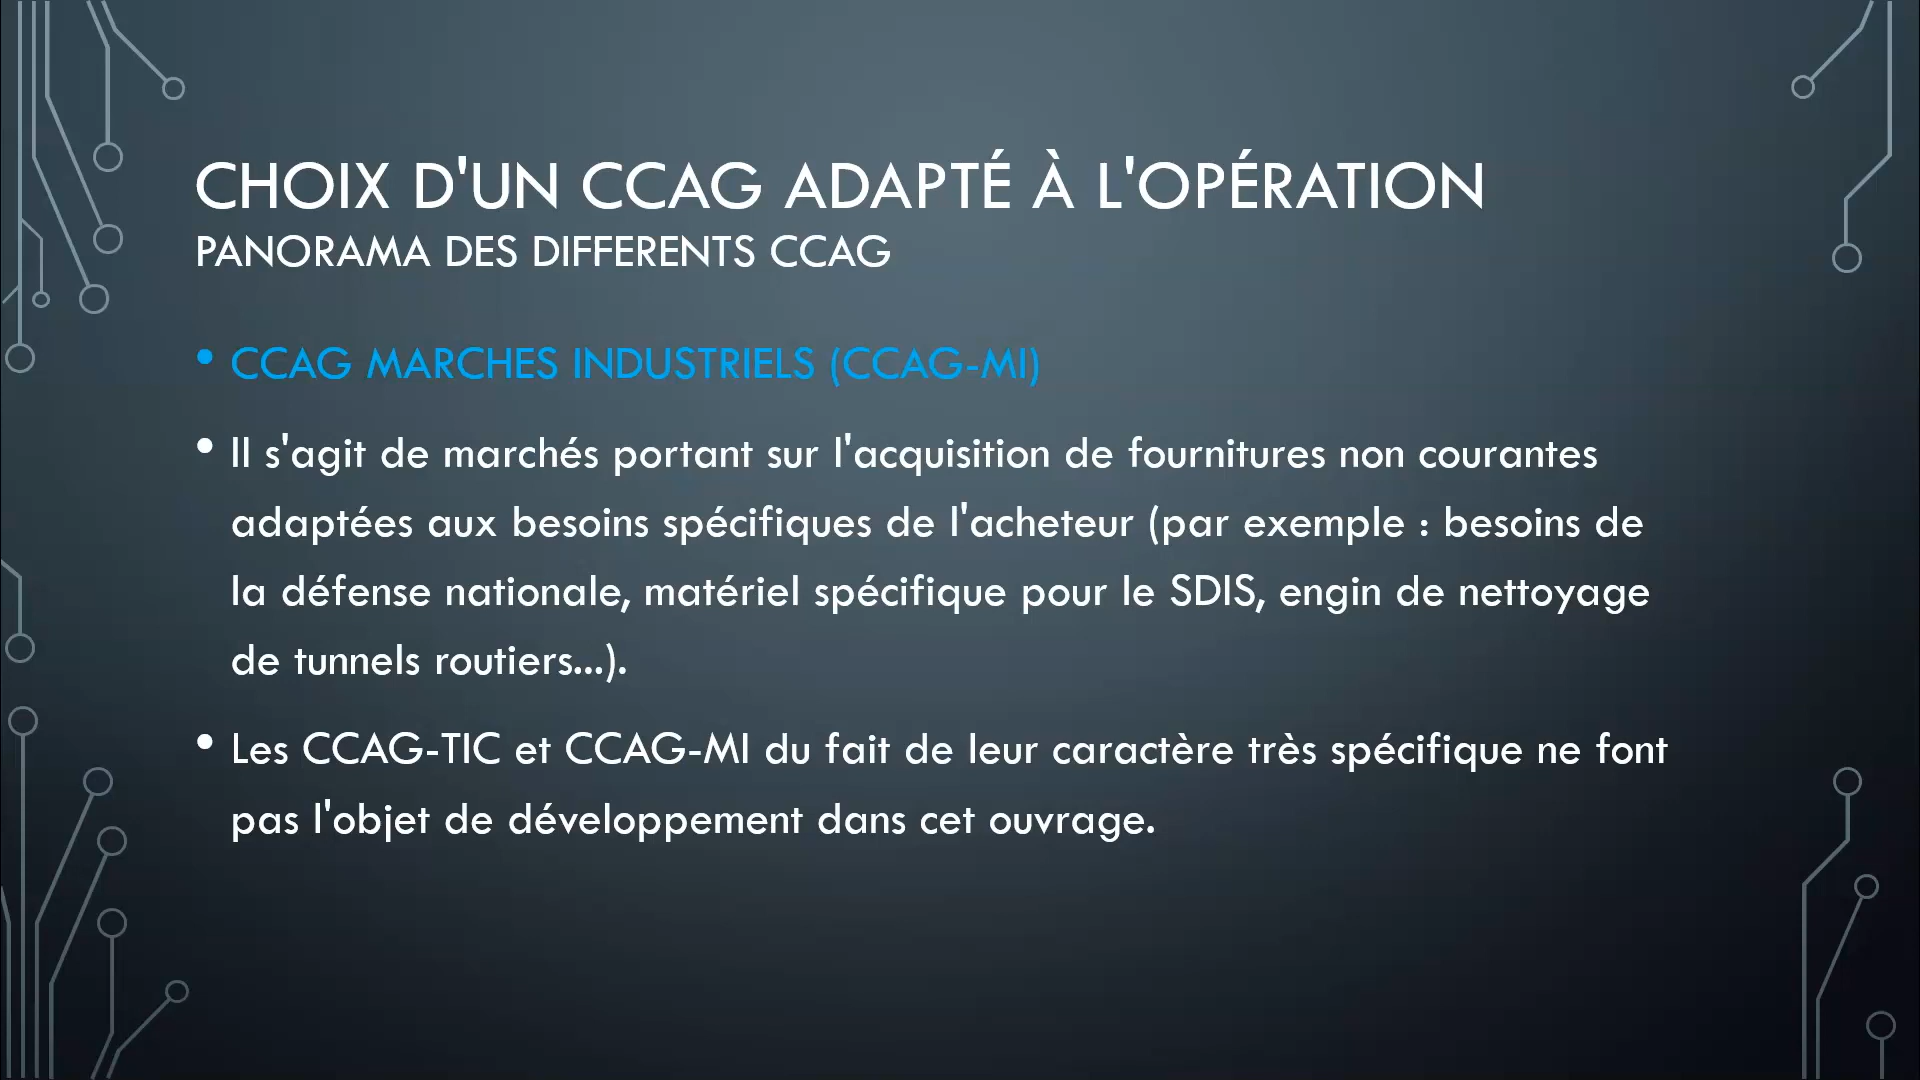 CHOIX D'UN CCAG ADAPTÉ À L'OPÉRATION
PANORAMA DES DIFFERENTS CCAG
• CCAG MARCHES INDUSTRIELS (CCAG-MI)
• Il s'agit de marchés portant sur l'acquisition de fournitures non courantes
adaptées aux besoins spécifiques de l'acheteur (par exemple : besoins de
la défense nationale, matériel spécifique pour le SDIS, engin de nettoyage
de tunnels routiers...).
• Les CCAG-TIC et CCAG-MI du fait de leur caractère très spécifique ne font
pas l'objet de développement dans cet ouvrage.